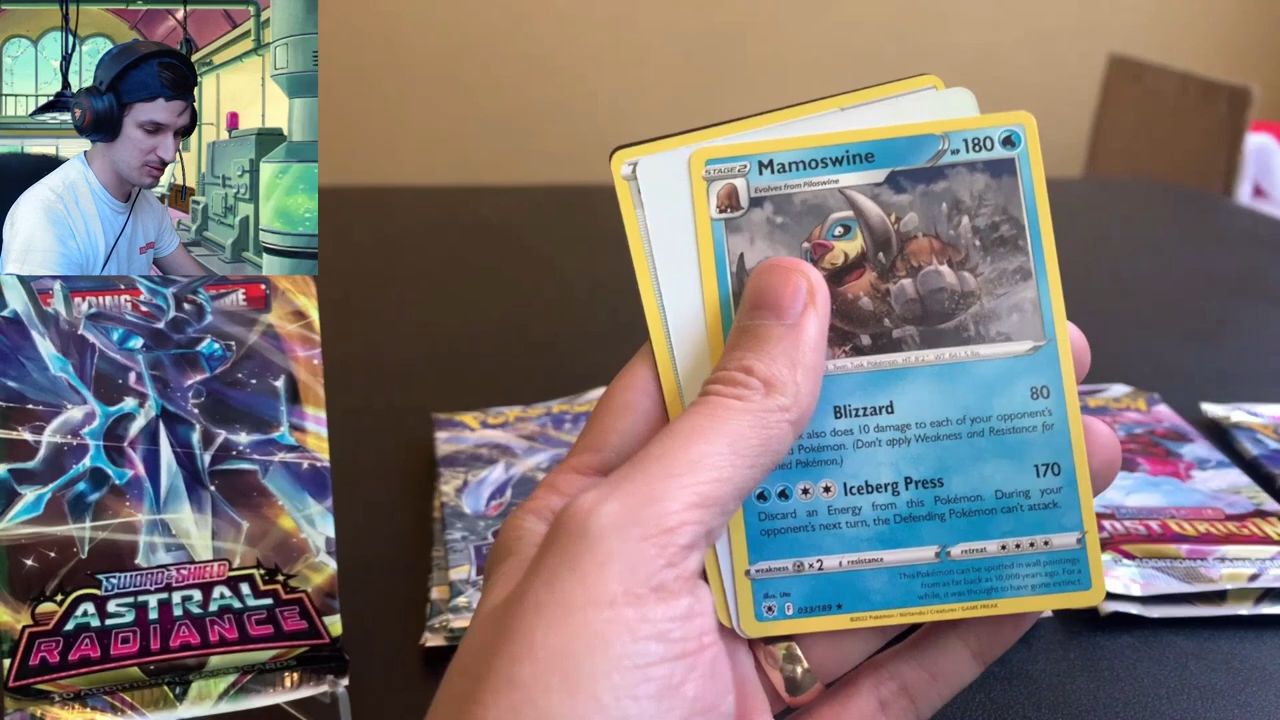 TRADING GAME
SWORD & SHIELD
ASTRAL
RADIANCE
10 ADDITIONAL GAME CARDS
STAGE 2
Mamoswine
HP 180
Evolves from Piloswine
Twin Tusk Pokémon. HT. 8'2" WT. 641.5 lbs.
Blizzard 80
also does 10 damage to each of your opponent's
Pokémon. (Don't apply Weakness and Resistance for
Pokémon.)
Iceberg Press 170
Discard an Energy from this Pokémon. During your
opponent's next turn, the Defending Pokémon can't attack.
weakness ×2 resistance retreat
This Pokémon can be spotted in wall paintings
from as far back as 10,000 years ago. For a
while, it was thought to have gone extinct.
Illus. Uta
F 033/189 ★
©2022 Pokémon / Nintendo / Creatures / GAME FREAK
ORIGIN
ADDITIONAL GAME CARDS